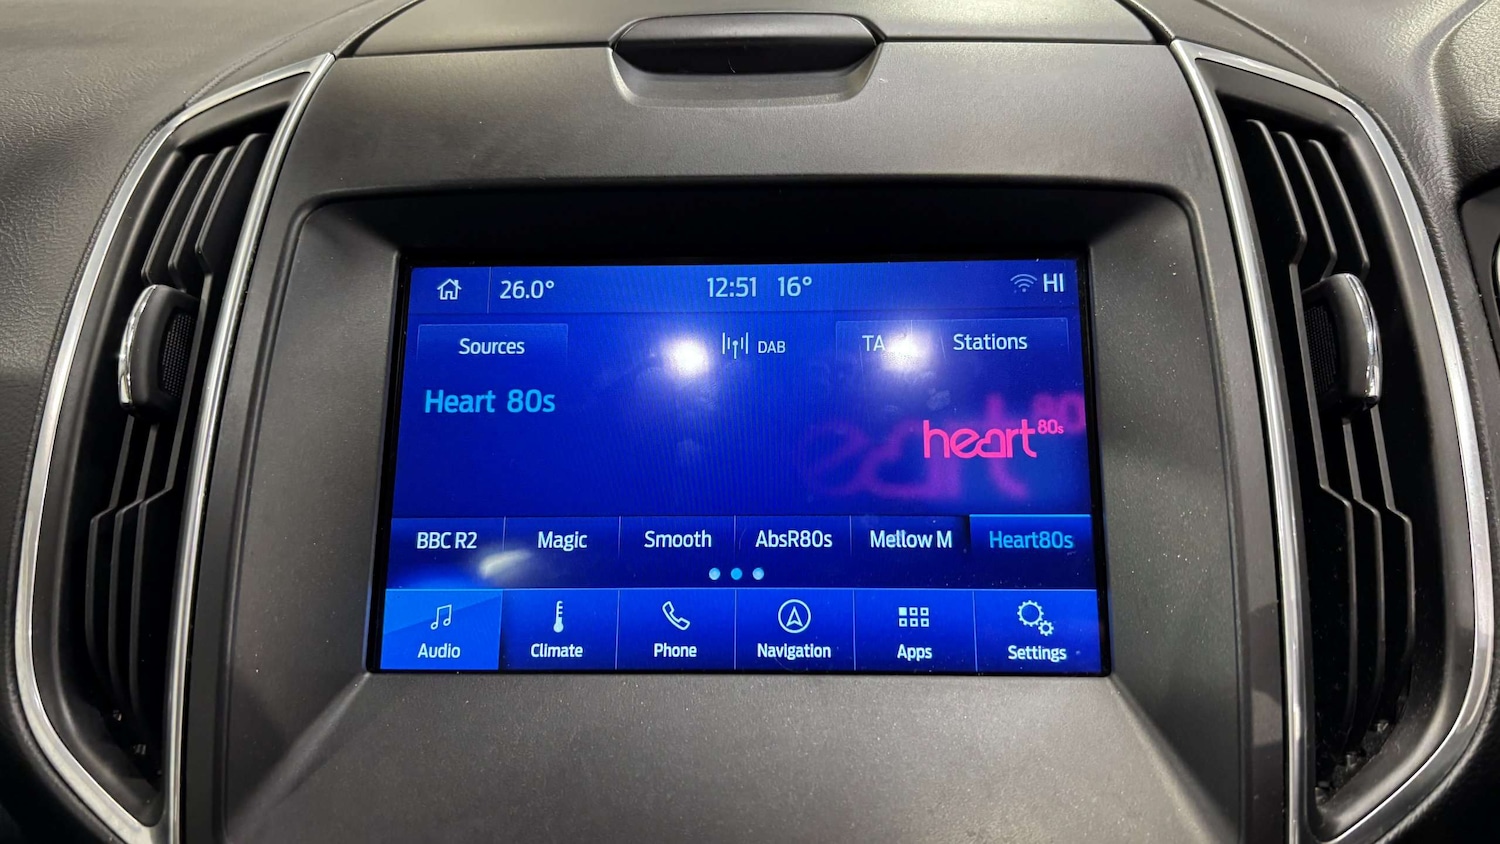 26.0° 12:51 16° HI
Sources DAB TA Stations
Heart 80s
heart 80s
BBC R2 Magic Smooth AbsR80s Mellow M Heart80s
Audio Climate Phone Navigation Apps Settings